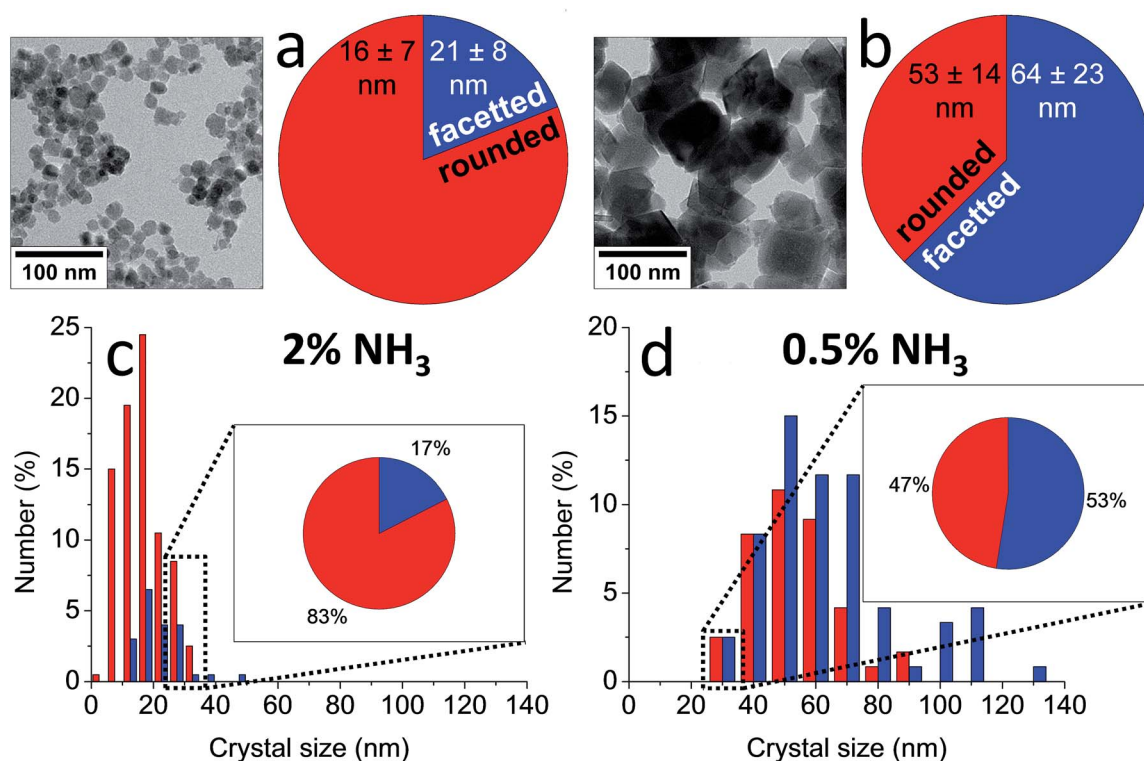 a
16 ± 7
nm
21 ± 8
nm
facetted
rounded
100 nm
b
53 ± 14
nm
64 ± 23
nm
rounded
facetted
100 nm
c
2% NH₃
25
20
15
10
5
0
Number (%)
17%
83%
0 20 40 60 80 100 120 140
Crystal size (nm)
d
0.5% NH₃
20
15
10
5
0
Number (%)
47%
53%
0 20 40 60 80 100 120 140
Crystal size (nm)